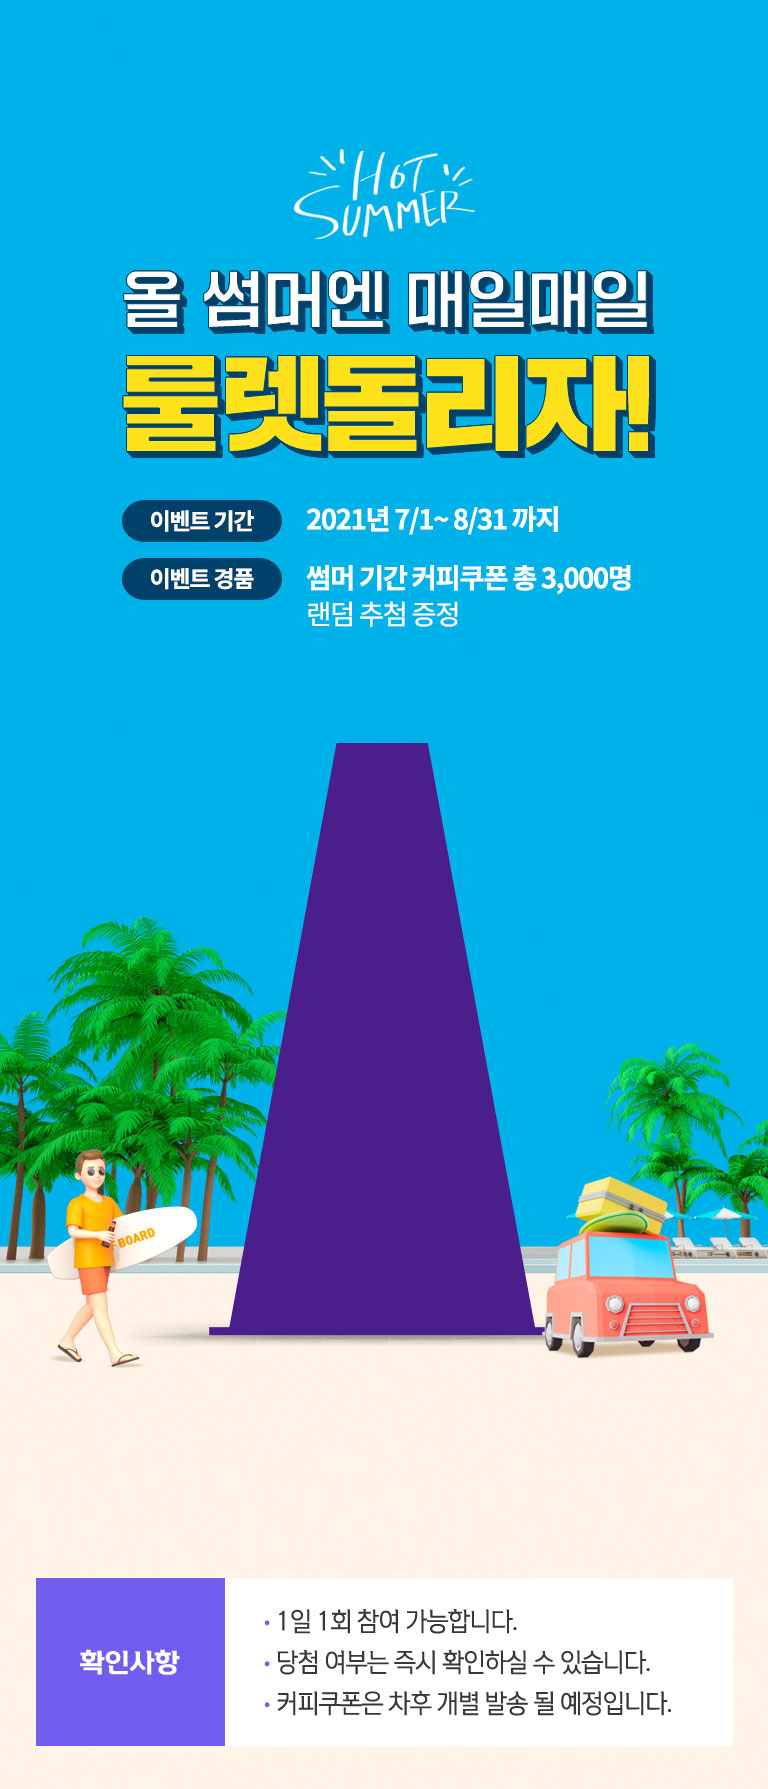 HOT
SUMMER
올 썸머엔 매일매일
룰렛돌리자!
이벤트 기간 2021년 7/1~ 8/31 까지
이벤트 경품 썸머 기간 커피쿠폰 총 3,000명
랜덤 추첨 증정
BOARD
확인사항
· 1일 1회 참여 가능합니다.
· 당첨 여부는 즉시 확인하실 수 있습니다.
· 커피쿠폰은 차후 개별 발송 될 예정입니다.